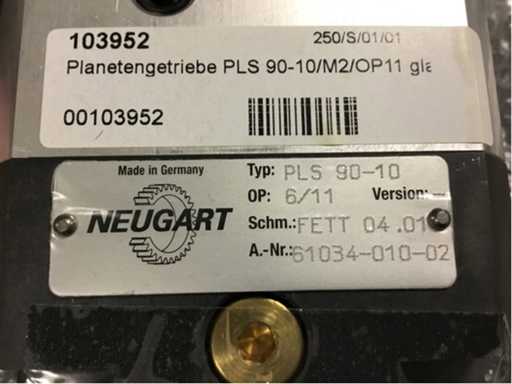 103952 250/S/01/01
Planetengetriebe PLS 90-10/M2/OP11 gla
00103952
Made in Germany
NEUGART
Typ: PLS 90-10
OP: 6/11 Version: –
Schm.: FETT 04.01
A.-Nr.: 61034-010-02